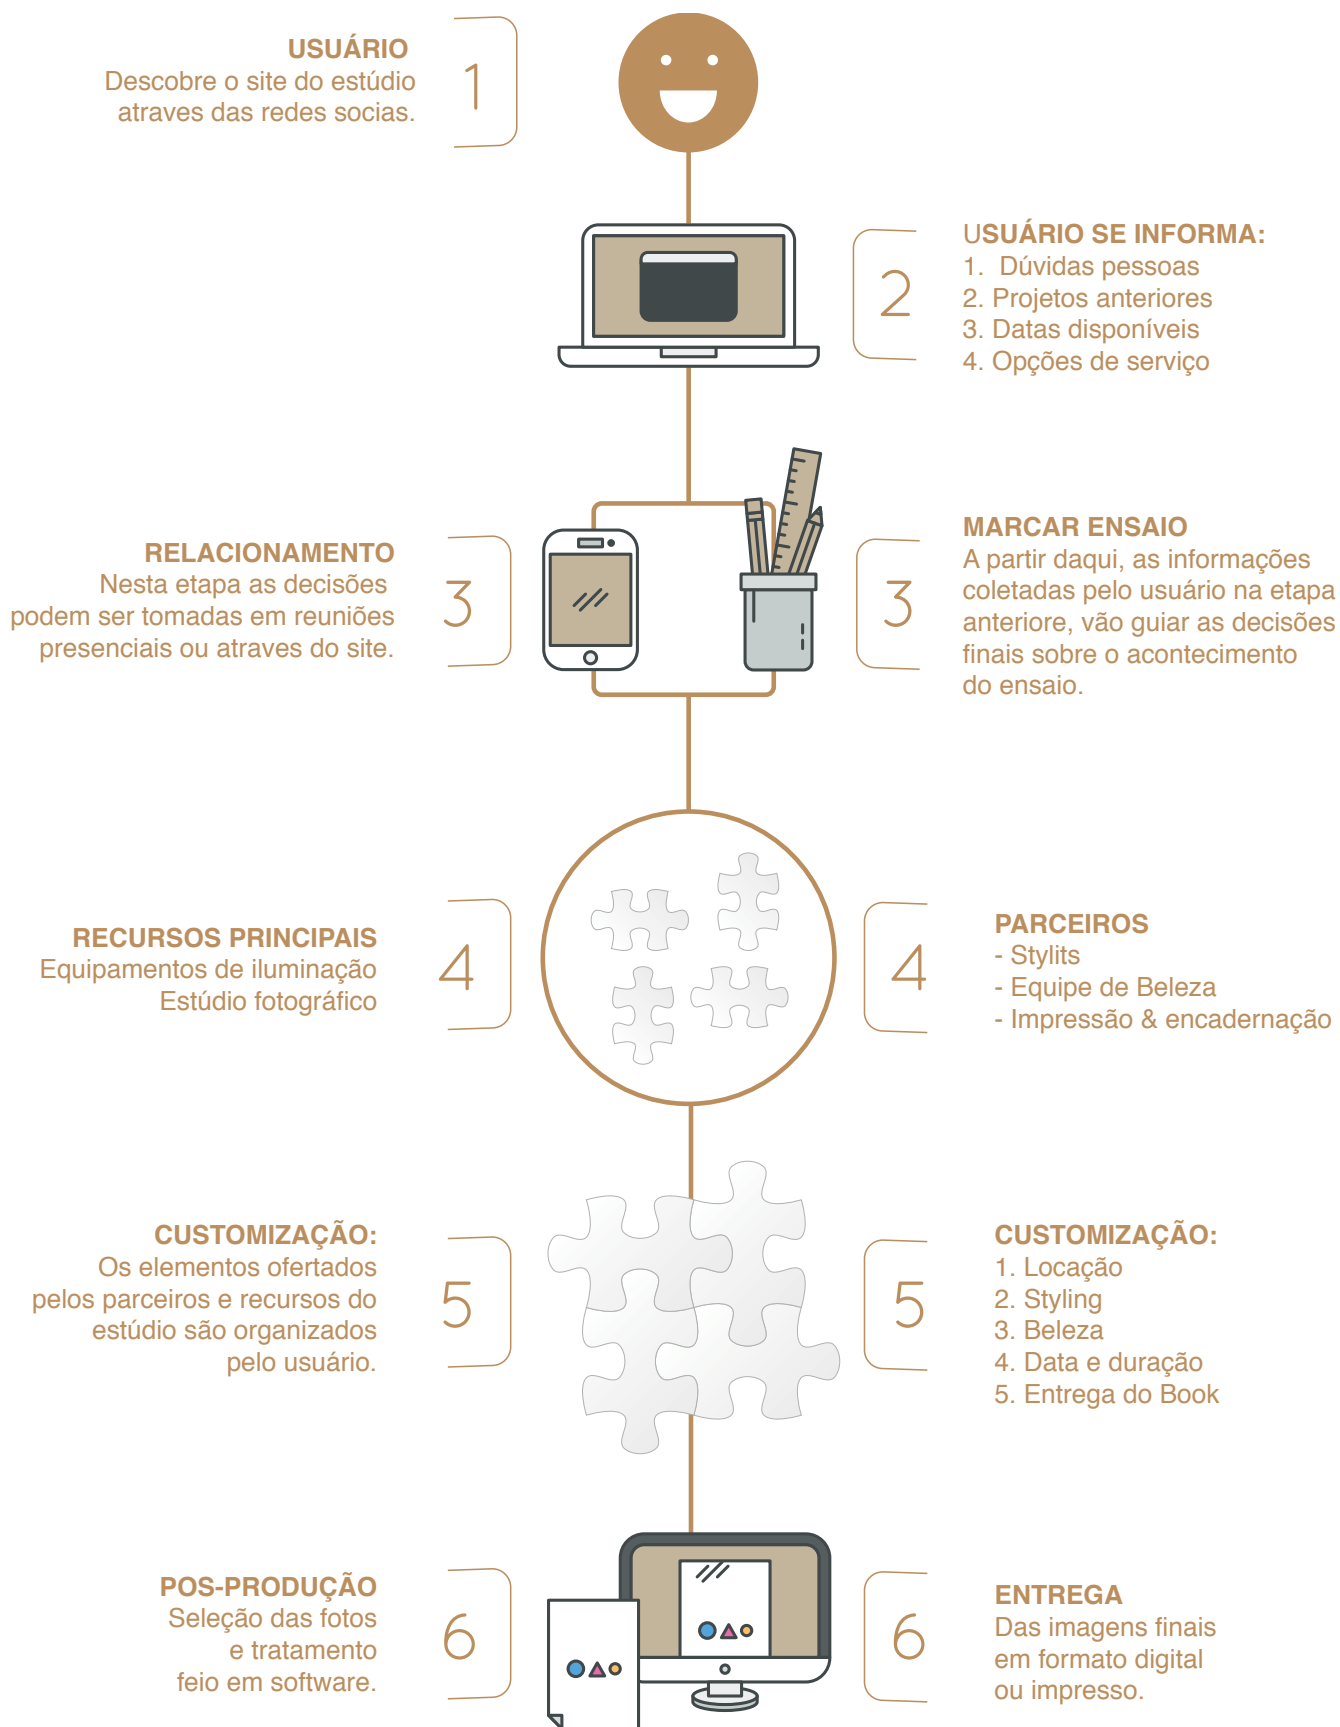 USUÁRIO
Descobre o site do estúdio
atraves das redes socias.
1
2
USUÁRIO SE INFORMA:
1. Dúvidas pessoas
2. Projetos anteriores
3. Datas disponíveis
4. Opções de serviço
RELACIONAMENTO
Nesta etapa as decisões
podem ser tomadas em reuniões
presenciais ou atraves do site.
3
3
MARCAR ENSAIO
A partir daqui, as informações
coletadas pelo usuário na etapa
anteriore, vão guiar as decisões
finais sobre o acontecimento
do ensaio.
RECURSOS PRINCIPAIS
Equipamentos de iluminação
Estúdio fotográfico
4
4
PARCEIROS
- Stylits
- Equipe de Beleza
- Impressão & encadernação
CUSTOMIZAÇÃO:
Os elementos ofertados
pelos parceiros e recursos do
estúdio são organizados
pelo usuário.
5
5
CUSTOMIZAÇÃO:
1. Locação
2. Styling
3. Beleza
4. Data e duração
5. Entrega do Book
POS-PRODUÇÃO
Seleção das fotos
e tratamento
feio em software.
6
6
ENTREGA
Das imagens finais
em formato digital
ou impresso.